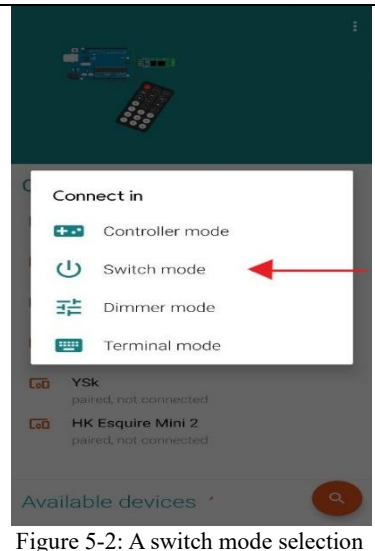 Connect in
Controller mode
Switch mode
Dimmer mode
Terminal mode
YSk
paired, not connected
HK Esquire Mini 2
paired, not connected
Available devices
Figure 5-2: A switch mode selection